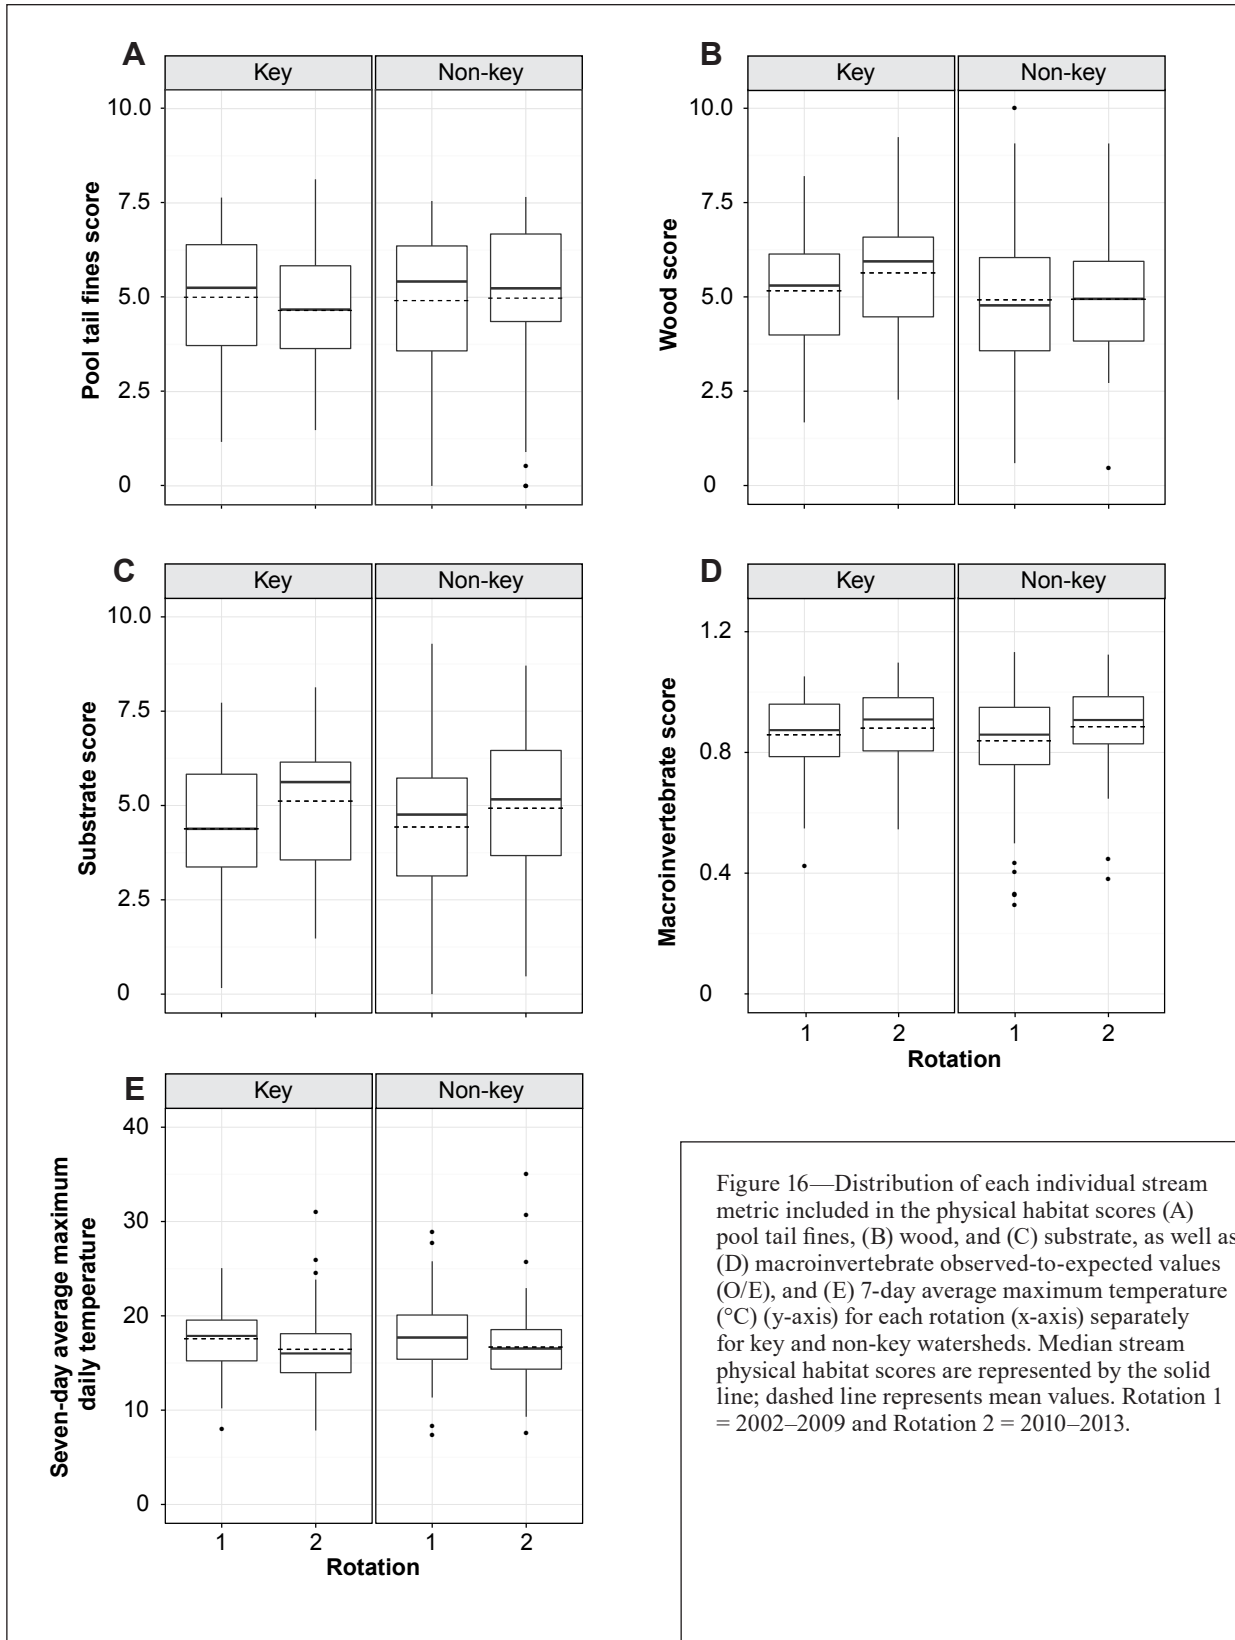 A
Key Non-key
Pool tail fines score
10.0
7.5
5.0
2.5
0
B
Key Non-key
Wood score
10.0
7.5
5.0
2.5
0
C
Key Non-key
Substrate score
10.0
7.5
5.0
2.5
0
D
Key Non-key
Macroinvertebrate score
1.2
0.8
0.4
0
1 2 1 2
Rotation
E
Key Non-key
Seven-day average maximum
daily temperature
40
30
20
10
0
1 2 1 2
Rotation
Figure 16—Distribution of each individual stream
metric included in the physical habitat scores (A)
pool tail fines, (B) wood, and (C) substrate, as well as
(D) macroinvertebrate observed-to-expected values
(O/E), and (E) 7-day average maximum temperature
(°C) (y-axis) for each rotation (x-axis) separately
for key and non-key watersheds. Median stream
physical habitat scores are represented by the solid
line; dashed line represents mean values. Rotation 1
= 2002–2009 and Rotation 2 = 2010–2013.